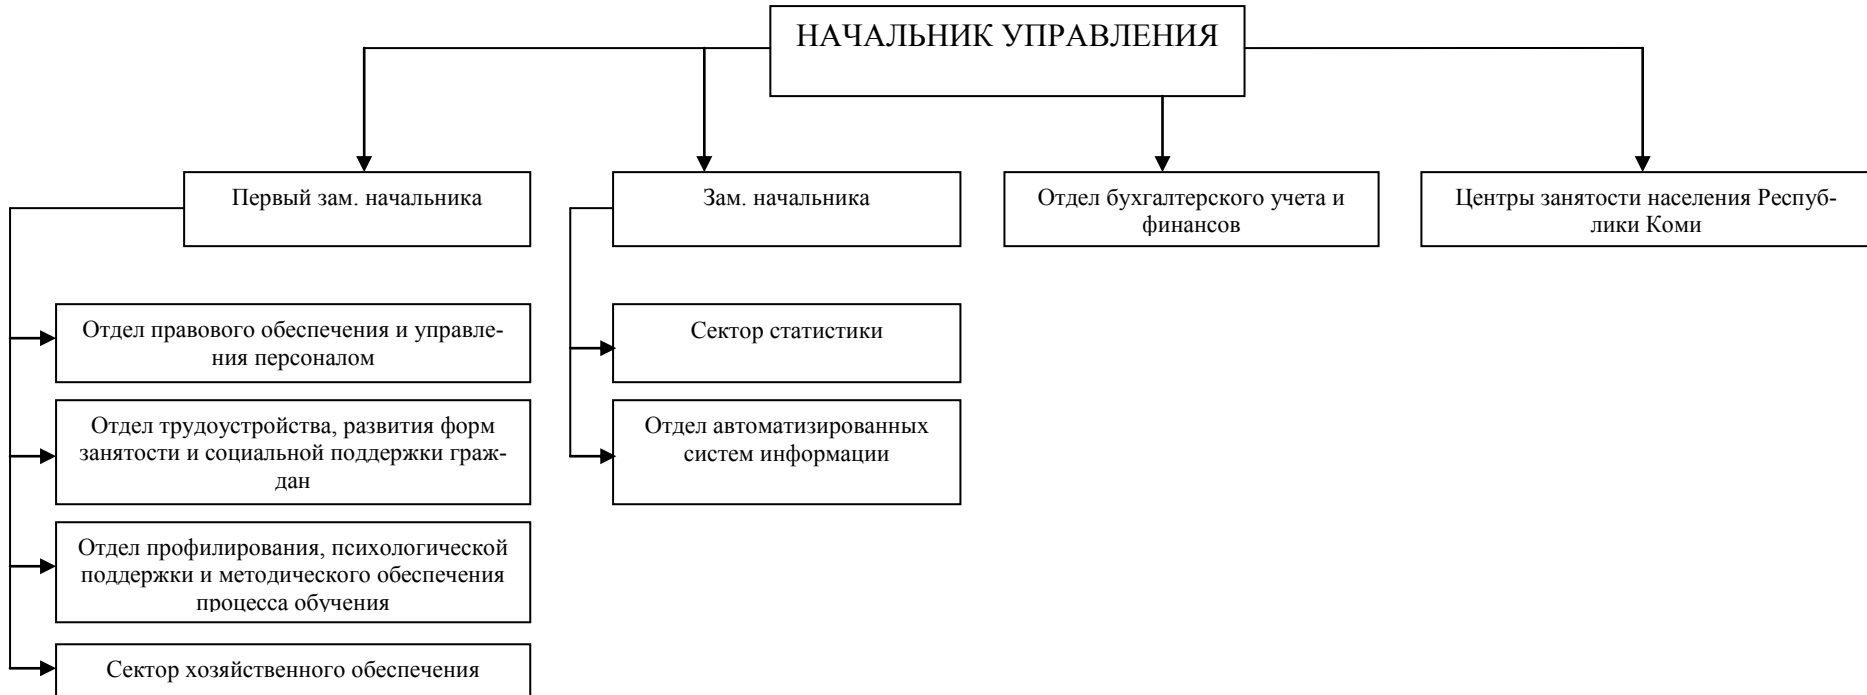 НАЧАЛЬНИК УПРАВЛЕНИЯ
Первый зам. начальника
Зам. начальника
Отдел бухгалтерского учета и
финансов
Центры занятости населения Респуб-
лики Коми
Отдел правового обеспечения и управле-
ния персоналом
Отдел трудоустройства, развития форм
занятости и социальной поддержки граж-
дан
Отдел профилирования, психологической
поддержки и методического обеспечения
процесса обучения
Сектор хозяйственного обеспечения
Сектор статистики
Отдел автоматизированных
систем информации